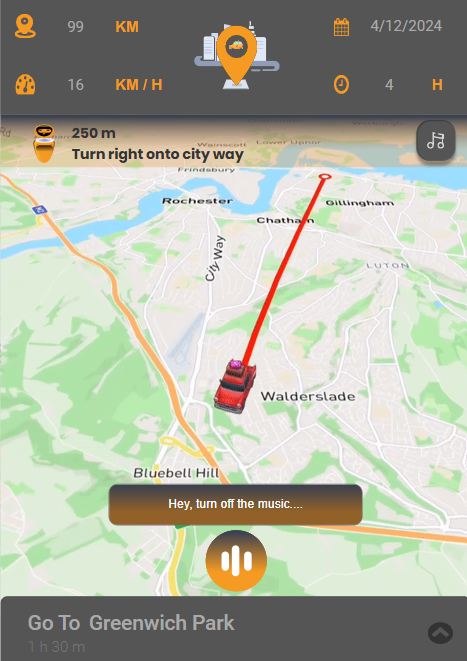 99 KM
4/12/2024
16 KM / H
4 H
Rd
250 m
Turn right onto city way
Wainscott
Lower Upnor
Frindsbury
Rochester
Gillingham
Chatham
City Way
LUTON
Walderslade
Bluebell Hill
Hey, turn off the music....
Go To Greenwich Park
1 h 30 m